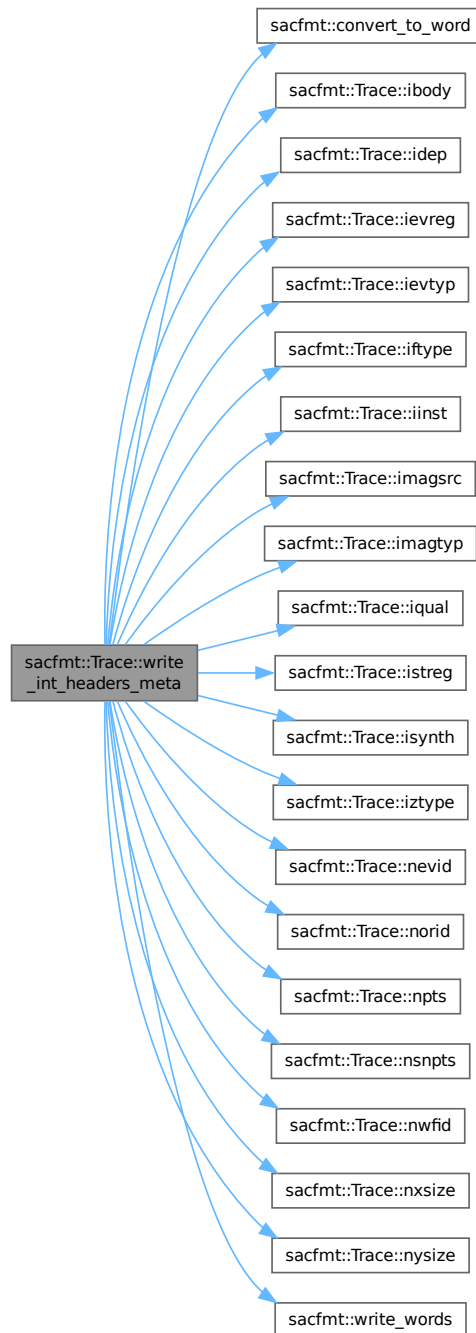 sacfmt::convert_to_word
sacfmt::Trace::ibody
sacfmt::Trace::idep
sacfmt::Trace::ievreg
sacfmt::Trace::ievtyp
sacfmt::Trace::iftype
sacfmt::Trace::iinst
sacfmt::Trace::imagsrc
sacfmt::Trace::imagtyp
sacfmt::Trace::iqual
sacfmt::Trace::write
_int_headers_meta
sacfmt::Trace::istreg
sacfmt::Trace::isynth
sacfmt::Trace::iztype
sacfmt::Trace::nevid
sacfmt::Trace::norid
sacfmt::Trace::npts
sacfmt::Trace::nsnpts
sacfmt::Trace::nwfid
sacfmt::Trace::nxsize
sacfmt::Trace::nysize
sacfmt::write_words